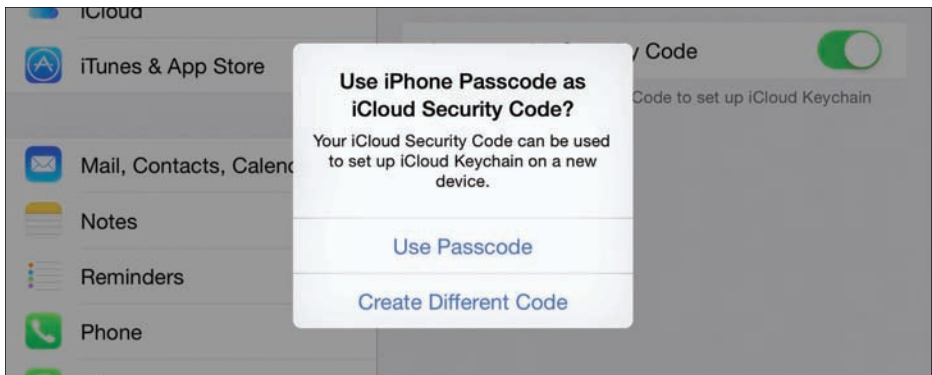 iCloud
iTunes & App Store
Mail, Contacts, Calend
Notes
Reminders
Phone
y Code
Code to set up iCloud Keychain
Use iPhone Passcode as
iCloud Security Code?
Your iCloud Security Code can be used
to set up iCloud Keychain on a new
device.
Use Passcode
Create Different Code